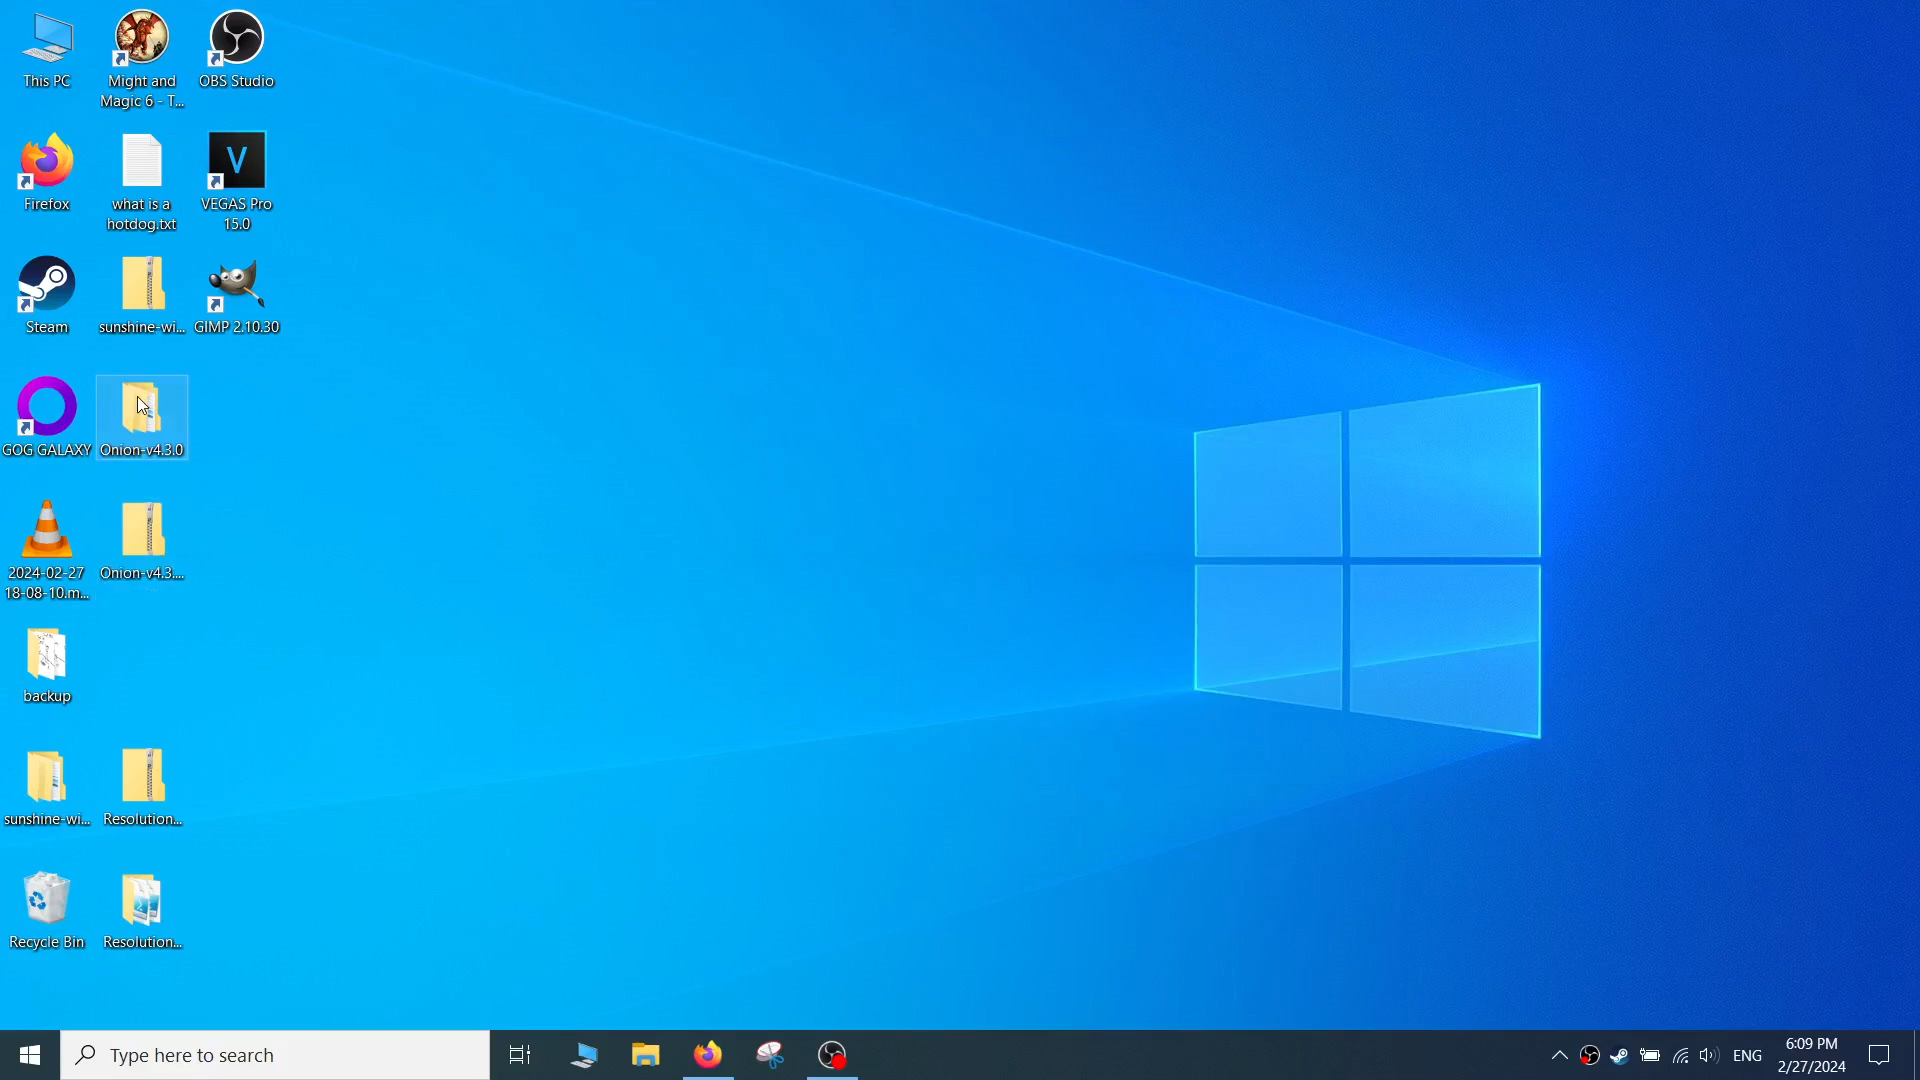 This PC
Might and
Magic 6 - T...
OBS Studio
Firefox
what is a
hotdog.txt
V
VEGAS Pro
15.0
Steam
sunshine-wi...
GIMP 2.10.30
GOG GALAXY
Onion-v4.3.0
2024-02-27
18-08-10.m...
Onion-v4.3....
backup
sunshine-wi...
Resolution...
Recycle Bin
Resolution...
Type here to search
ENG
6:09 PM
2/27/2024